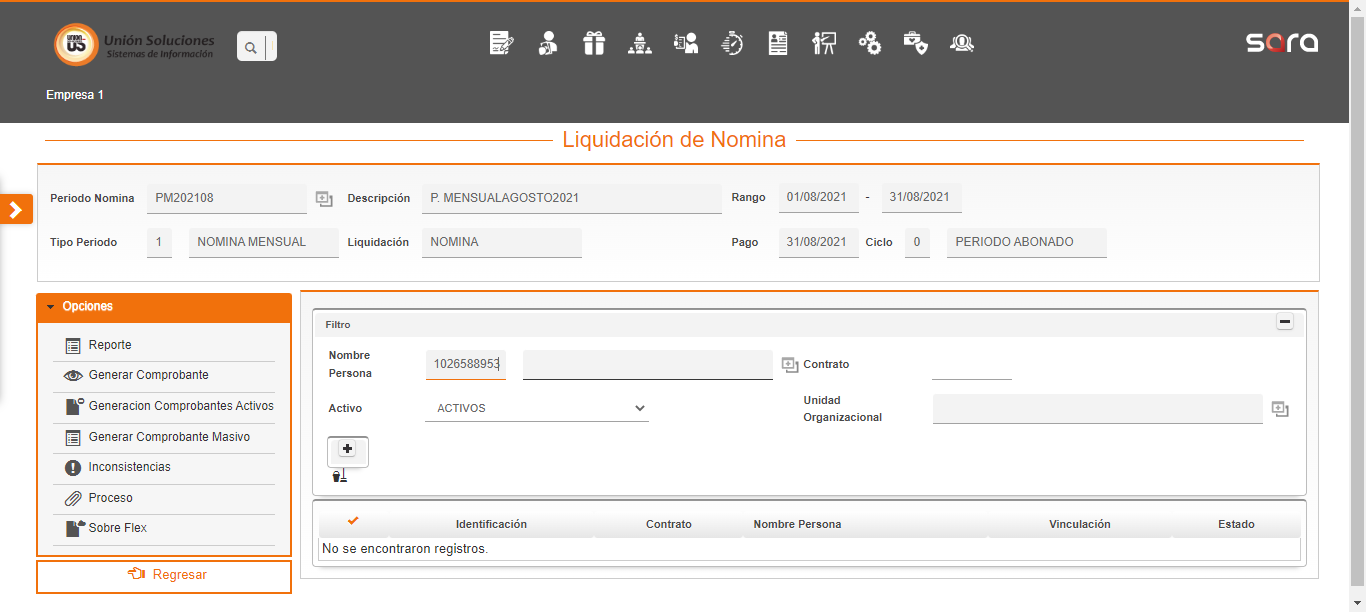 Unión Soluciones
Sistemas de Información
sara
Empresa 1
Liquidación de Nomina
Periodo Nomina PM202108 Descripción P. MENSUALAGOSTO2021 Rango 01/08/2021 - 31/08/2021
Tipo Periodo 1 NOMINA MENSUAL Liquidación NOMINA Pago 31/08/2021 Ciclo 0 PERIODO ABONADO
Opciones
Reporte
Generar Comprobante
Generacion Comprobantes Activos
Generar Comprobante Masivo
Inconsistencias
Proceso
Sobre Flex
Regresar
Filtro
Nombre Persona 1026588953 Contrato
Activo ACTIVOS Unidad Organizacional
Identificación Contrato Nombre Persona Vinculación Estado
No se encontraron registros.